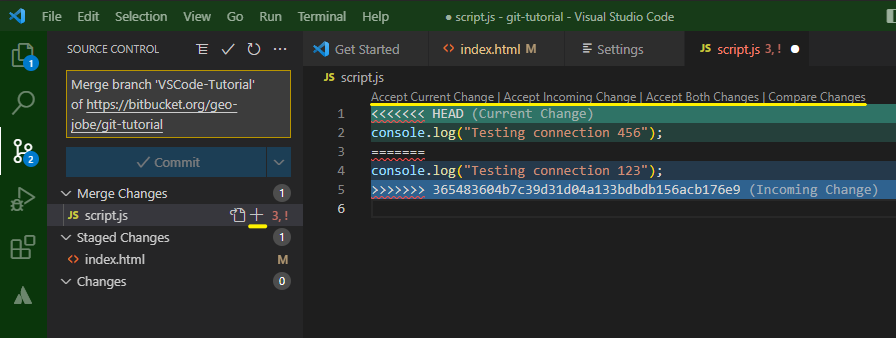 File Edit Selection View Go Run Terminal Help
● script.js - git-tutorial - Visual Studio Code
SOURCE CONTROL
Get Started
index.html M
Settings
JS script.js 3, ! ●
1
2
Merge branch 'VSCode-Tutorial'
of https://bitbucket.org/geo-
jobe/git-tutorial
Commit
Merge Changes 1
JS script.js 3, !
Staged Changes 1
index.html M
Changes 0
JS script.js
Accept Current Change | Accept Incoming Change | Accept Both Changes | Compare Changes
1 <<<<<<< HEAD (Current Change)
2 console.log("Testing connection 456");
3 =======
4 console.log("Testing connection 123");
5 >>>>>>> 365483604b7c39d31d04a133bdbdb156acb176e9 (Incoming Change)
6